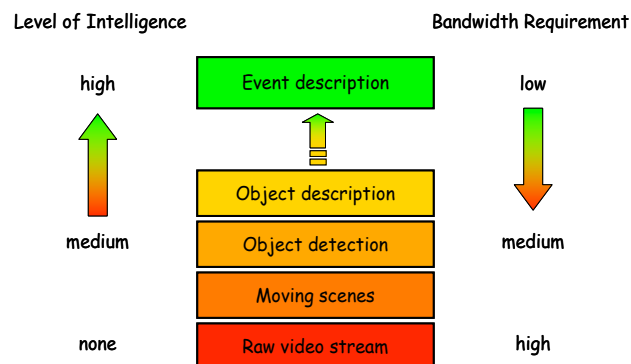 Level of Intelligence
Bandwidth Requirement
high
Event description
low
Object description
medium
Object detection
medium
Moving scenes
none
Raw video stream
high